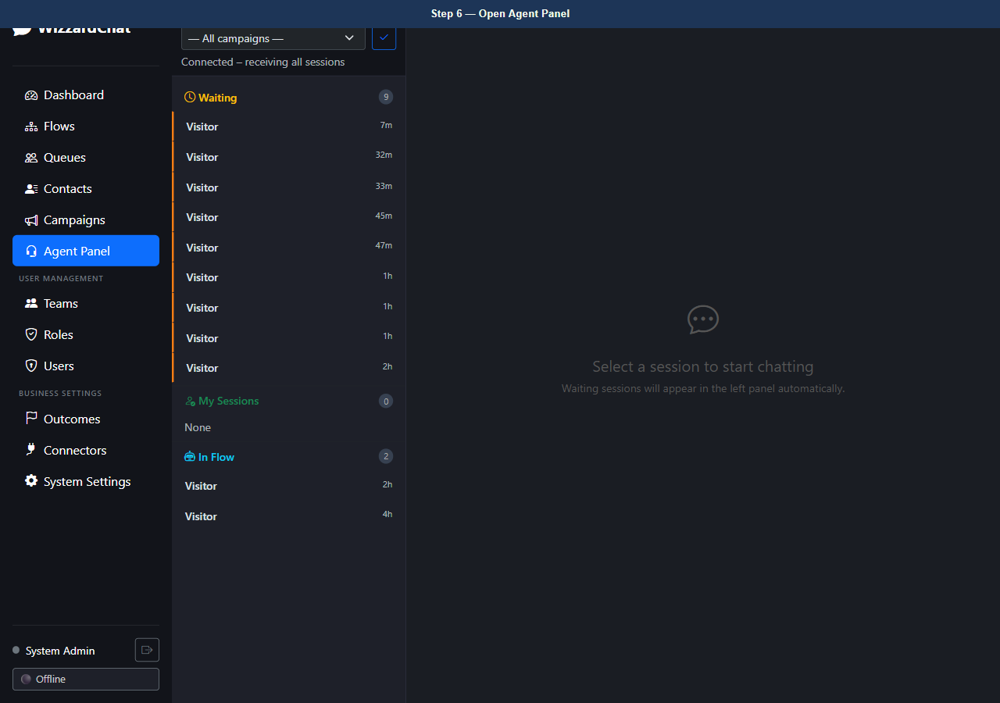 Step 6 — Open Agent Panel
WizzardChat
Dashboard
Flows
Queues
Contacts
Campaigns
Agent Panel
USER MANAGEMENT
Teams
Roles
Users
BUSINESS SETTINGS
Outcomes
Connectors
System Settings
System Admin
Offline
— All campaigns —
Connected – receiving all sessions
Waiting 9
Visitor 7m
Visitor 32m
Visitor 33m
Visitor 45m
Visitor 47m
Visitor 1h
Visitor 1h
Visitor 1h
Visitor 2h
My Sessions 0
None
In Flow 2
Visitor 2h
Visitor 4h
Select a session to start chatting
Waiting sessions will appear in the left panel automatically.